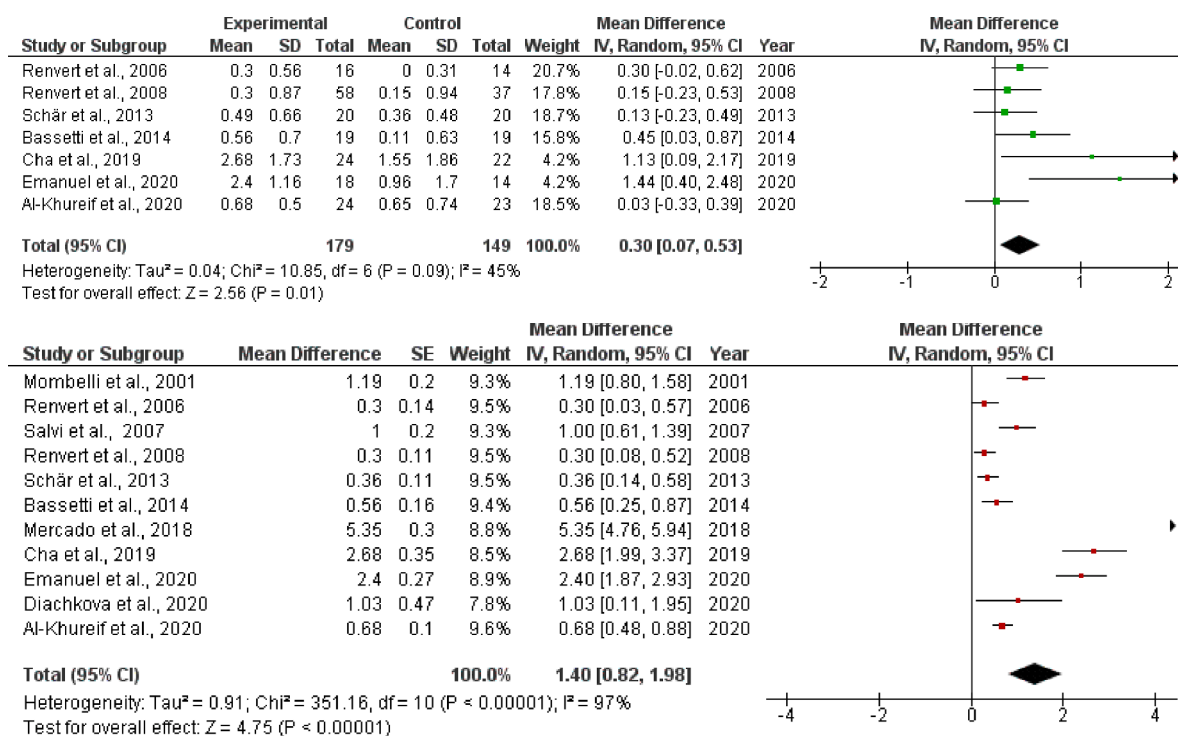 Experimental Control Mean Difference Mean Difference
Study or Subgroup Mean SD Total Mean SD Total Weight IV, Random, 95% CI Year IV, Random, 95% CI
Renvert et al., 2006 0.3 0.56 16 0 0.31 14 20.7% 0.30 [-0.02, 0.62] 2006
Renvert et al., 2008 0.3 0.87 58 0.15 0.94 37 17.8% 0.15 [-0.23, 0.53] 2008
Schär et al., 2013 0.49 0.66 20 0.36 0.48 20 18.7% 0.13 [-0.23, 0.49] 2013
Bassetti et al., 2014 0.56 0.7 19 0.11 0.63 19 15.8% 0.45 [0.03, 0.87] 2014
Cha et al., 2019 2.68 1.73 24 1.55 1.86 22 4.2% 1.13 [0.09, 2.17] 2019
Emanuel et al., 2020 2.4 1.16 18 0.96 1.7 14 4.2% 1.44 [0.40, 2.48] 2020
Al-Khureif et al., 2020 0.68 0.5 24 0.65 0.74 23 18.5% 0.03 [-0.33, 0.39] 2020
Total (95% CI) 179 149 100.0% 0.30 [0.07, 0.53]
Heterogeneity: Tau² = 0.04; Chi² = 10.85, df = 6 (P = 0.09); I² = 45%
Test for overall effect: Z = 2.56 (P = 0.01)
-2 -1 0 1 2
Mean Difference Mean Difference
Study or Subgroup Mean Difference SE Weight IV, Random, 95% CI Year IV, Random, 95% CI
Mombelli et al., 2001 1.19 0.2 9.3% 1.19 [0.80, 1.58] 2001
Renvert et al., 2006 0.3 0.14 9.5% 0.30 [0.03, 0.57] 2006
Salvi et al., 2007 1 0.2 9.3% 1.00 [0.61, 1.39] 2007
Renvert et al., 2008 0.3 0.11 9.5% 0.30 [0.08, 0.52] 2008
Schär et al., 2013 0.36 0.11 9.5% 0.36 [0.14, 0.58] 2013
Bassetti et al., 2014 0.56 0.16 9.4% 0.56 [0.25, 0.87] 2014
Mercado et al., 2018 5.35 0.3 8.8% 5.35 [4.76, 5.94] 2018
Cha et al., 2019 2.68 0.35 8.5% 2.68 [1.99, 3.37] 2019
Emanuel et al., 2020 2.4 0.27 8.9% 2.40 [1.87, 2.93] 2020
Diachkova et al., 2020 1.03 0.47 7.8% 1.03 [0.11, 1.95] 2020
Al-Khureif et al., 2020 0.68 0.1 9.6% 0.68 [0.48, 0.88] 2020
Total (95% CI) 100.0% 1.40 [0.82, 1.98]
Heterogeneity: Tau² = 0.91; Chi² = 351.16, df = 10 (P < 0.00001); I² = 97%
Test for overall effect: Z = 4.75 (P < 0.00001)
-4 -2 0 2 4